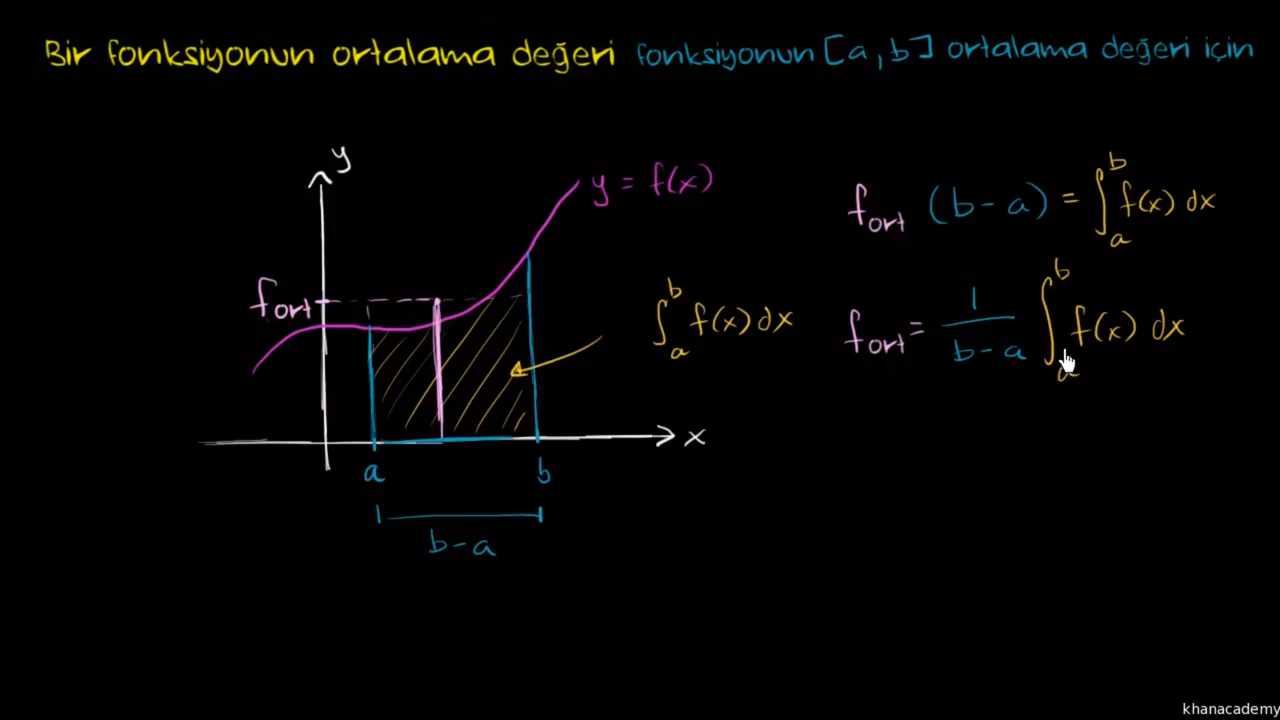 Bir fonksiyonun ortalama değeri fonksiyonun [a, b] ortalama değeri için
y
y = f(x)
f_ort (b-a) = ∫_a^b f(x) dx
f_ort
∫_a^b f(x) dx
f_ort = 1/(b-a) ∫_a^b f(x) dx
x
a
b
b-a
khanacademy